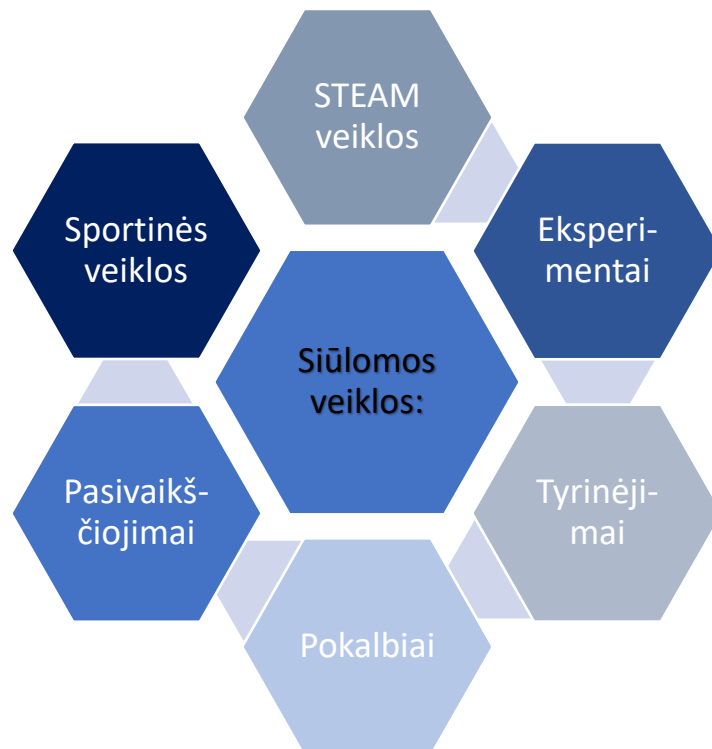 STEAM
veiklos
Sportinės
veiklos
Eksperi-
mentai
Siūlomos
veiklos:
Pasivaikš-
čiojimai
Tyrinėji-
mai
Pokalbiai